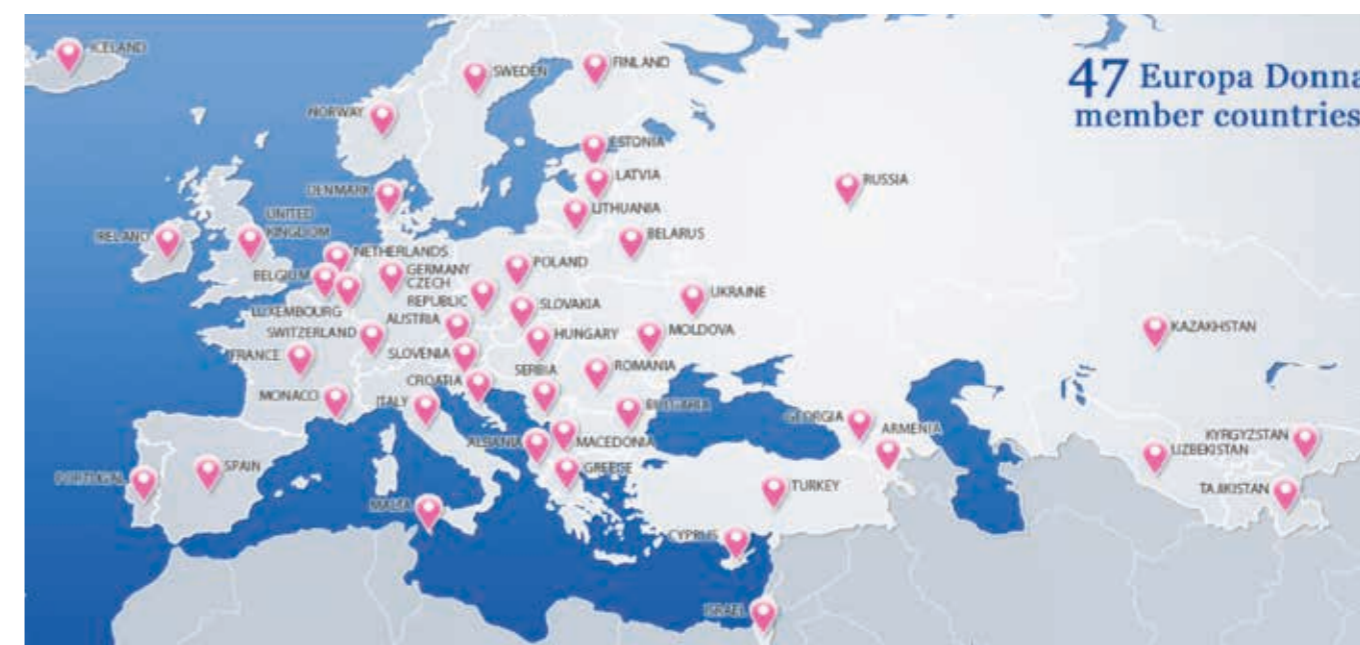 ICELAND
SWEDEN
FINLAND
47 Europa Donna
member countries
NORWAY
ESTONIA
LATVIA
RUSSIA
DENMARK
LITHUANIA
UNITED
KINGDOM
IRELAND
BELARUS
NETHERLANDS
POLAND
BELGIUM
GERMANY
CZECH
REPUBLIC
UKRAINE
SLOVAKIA
LUXEMBOURG
AUSTRIA
SWITZERLAND
HUNGARY
MOLDOVA
KAZAKHSTAN
FRANCE
SLOVENIA
SERBIA
ROMANIA
CROATIA
MONACO
ITALY
BULGARIA
GEORGIA
ARMENIA
ALBANIA
MACEDONIA
KYRGYZSTAN
UZBEKISTAN
SPAIN
GREECE
PORTUGAL
TURKEY
TAJIKISTAN
MALTA
CYPRUS
ISRAEL